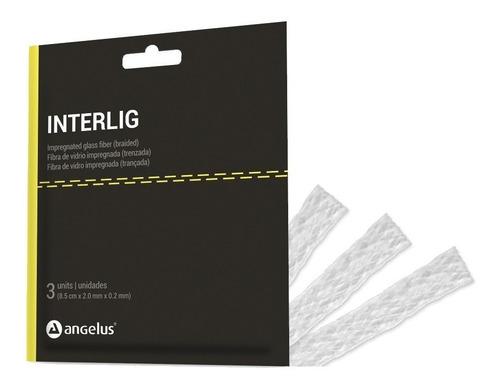 INTERLIG
Impregnated glass fiber (braided)
Fibra de vidrio impregnada (trenzada)
Fibra de vidro impregnada (trançada)
3 units | unidades
(8.5 cm x 2.0 mm x 0.2 mm)
angelus®